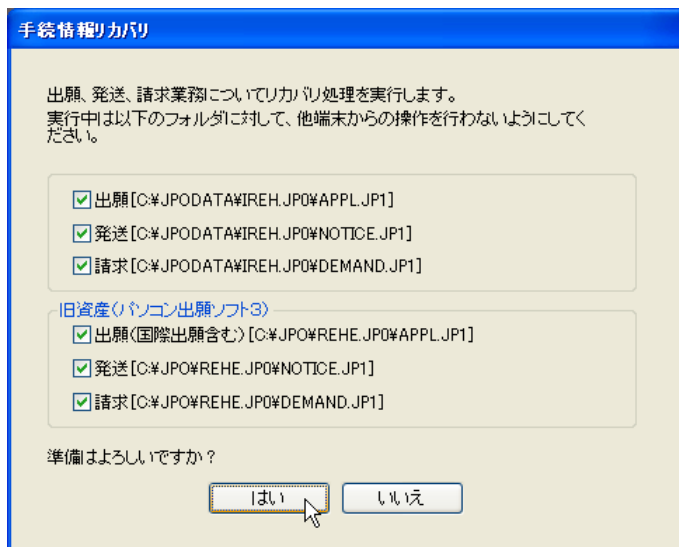 手続情報リカバリ
出願、発送、請求業務についてリカバリ処理を実行します。
実行中は以下のフォルダに対して、他端末からの操作を行わないようにしてく
ださい。
出願[C:¥JPODATA¥IREH.JP0¥APPL.JP1]
発送[C:¥JPODATA¥IREH.JP0¥NOTICE.JP1]
請求[C:¥JPODATA¥IREH.JP0¥DEMAND.JP1]
旧資産(パソコン出願ソフト3)
出願(国際出願含む)[C:¥JPO¥REHE.JP0¥APPL.JP1]
発送[C:¥JPO¥REHE.JP0¥NOTICE.JP1]
請求[C:¥JPO¥REHE.JP0¥DEMAND.JP1]
準備はよろしいですか？
はい いいえ